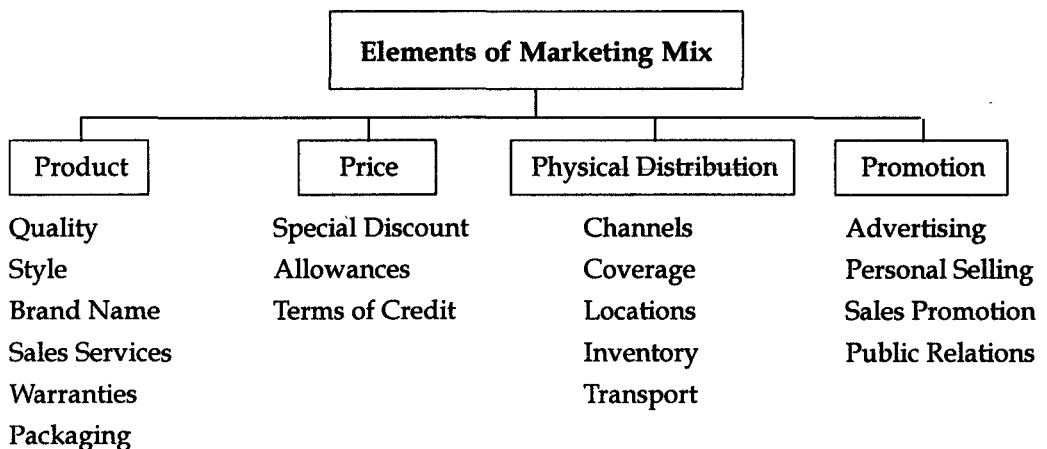 Elements of Marketing Mix
Product Price Physical Distribution Promotion
Quality Special Discount Channels Advertising
Style Allowances Coverage Personal Selling
Brand Name Terms of Credit Locations Sales Promotion
Sales Services Inventory Public Relations
Warranties Transport
Packaging